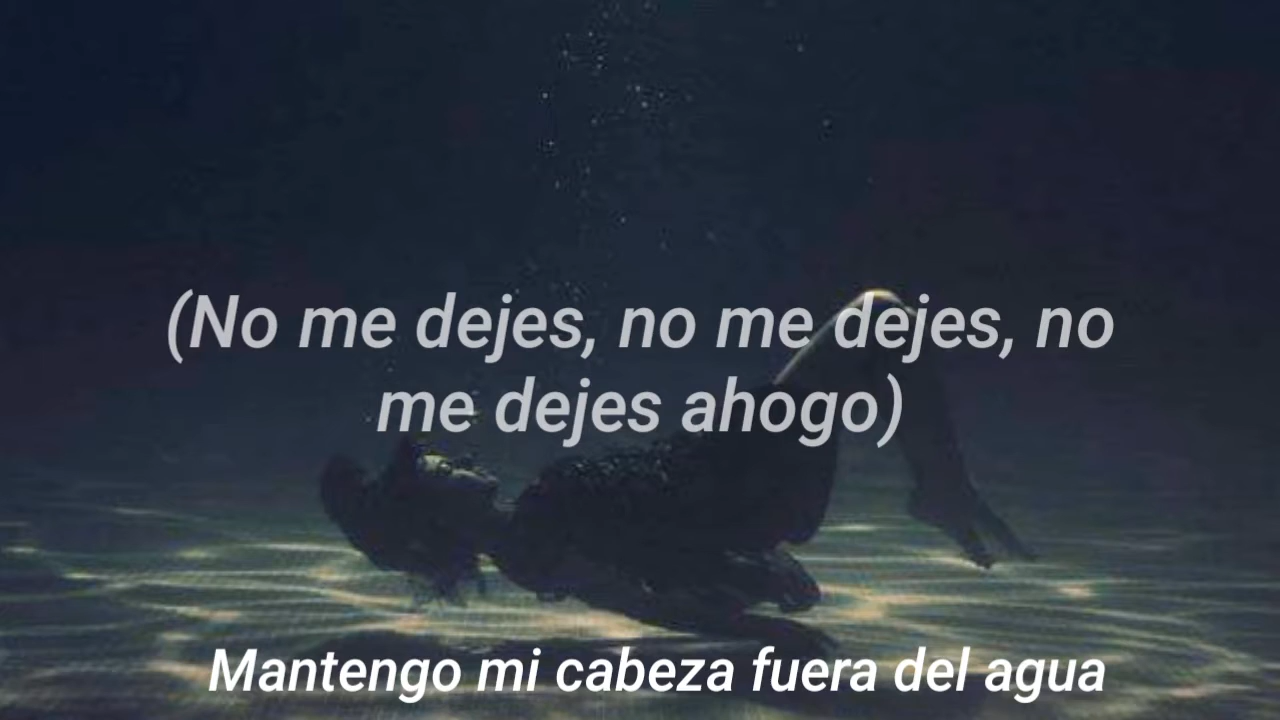 (No me dejes, no me dejes, no
me dejes ahogo)
Mantengo mi cabeza fuera del agua